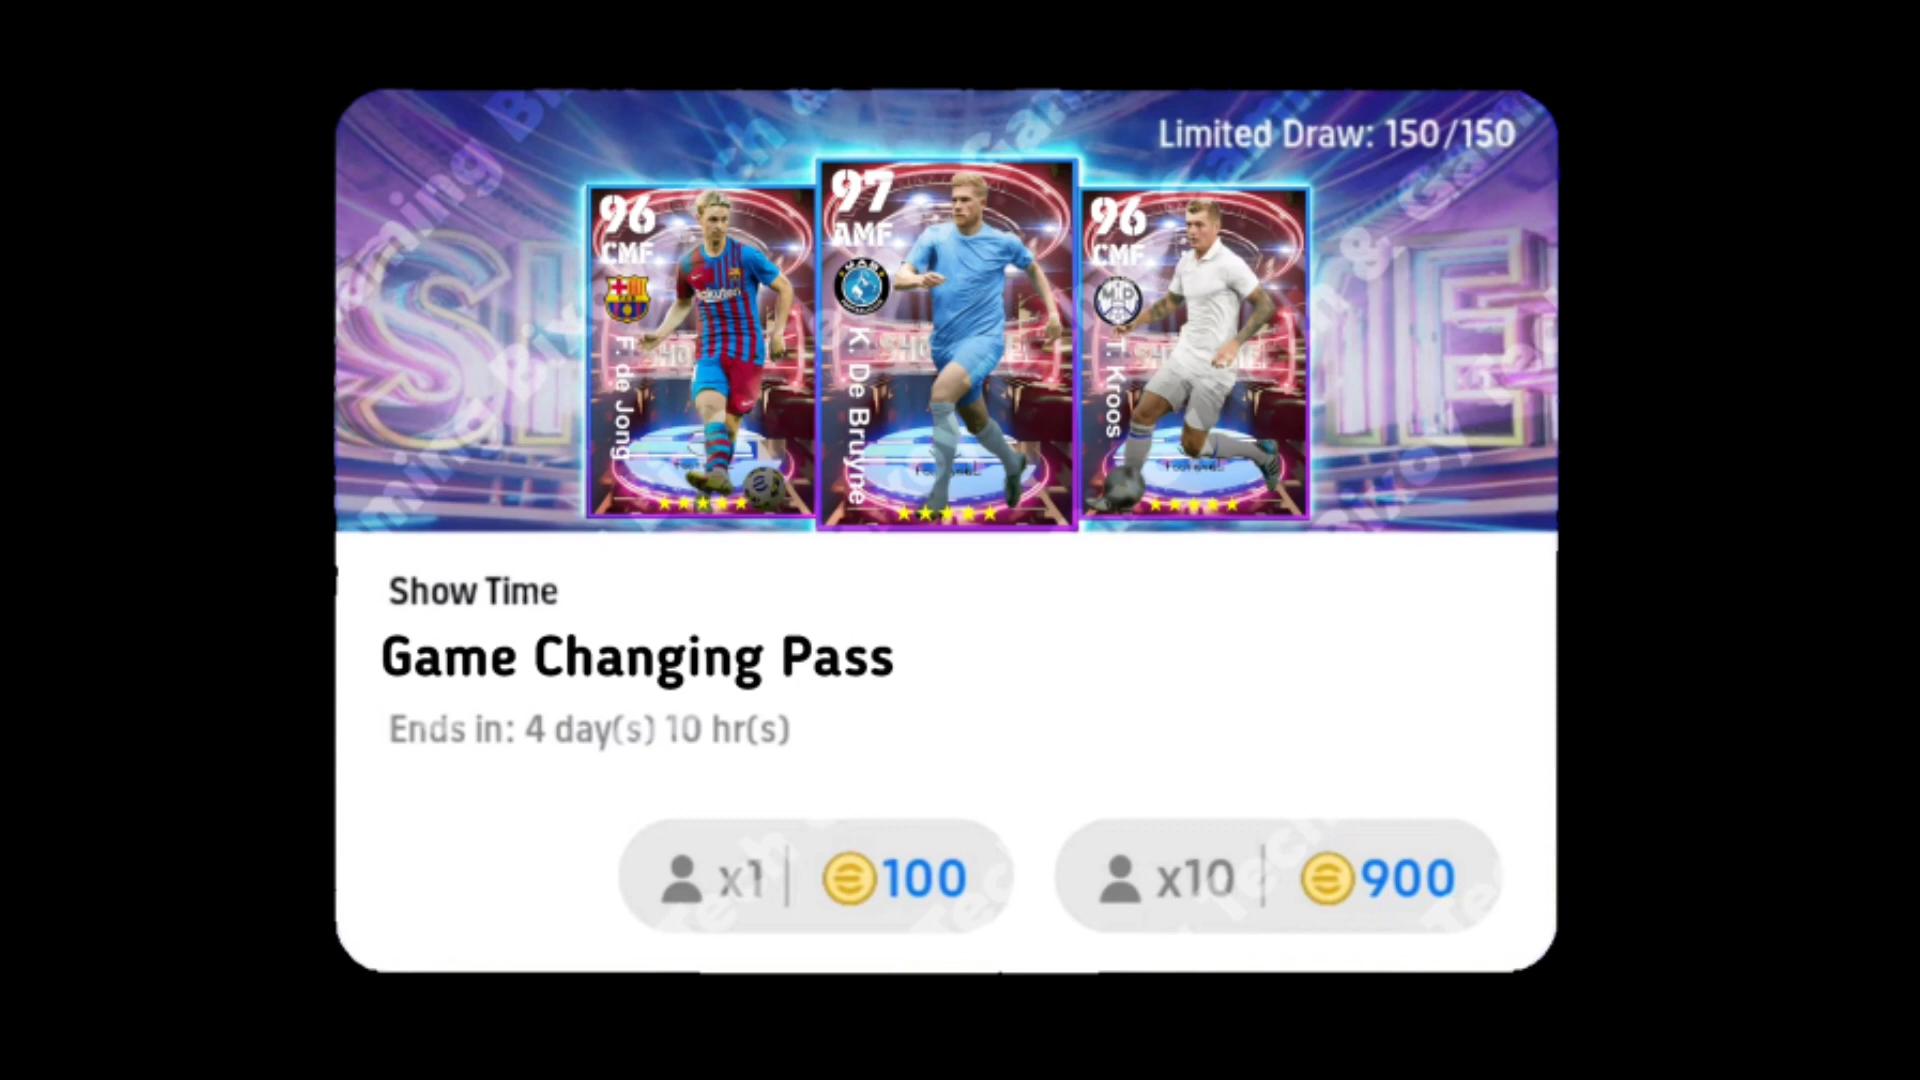 Limited Draw: 150/150
96
CMF
F. de Jong
97
AMF
K. De Bruyne
96
CMF
T. Kroos
Show Time
Game Changing Pass
Ends in: 4 day(s) 10 hr(s)
x1 | 100
x10 | 900